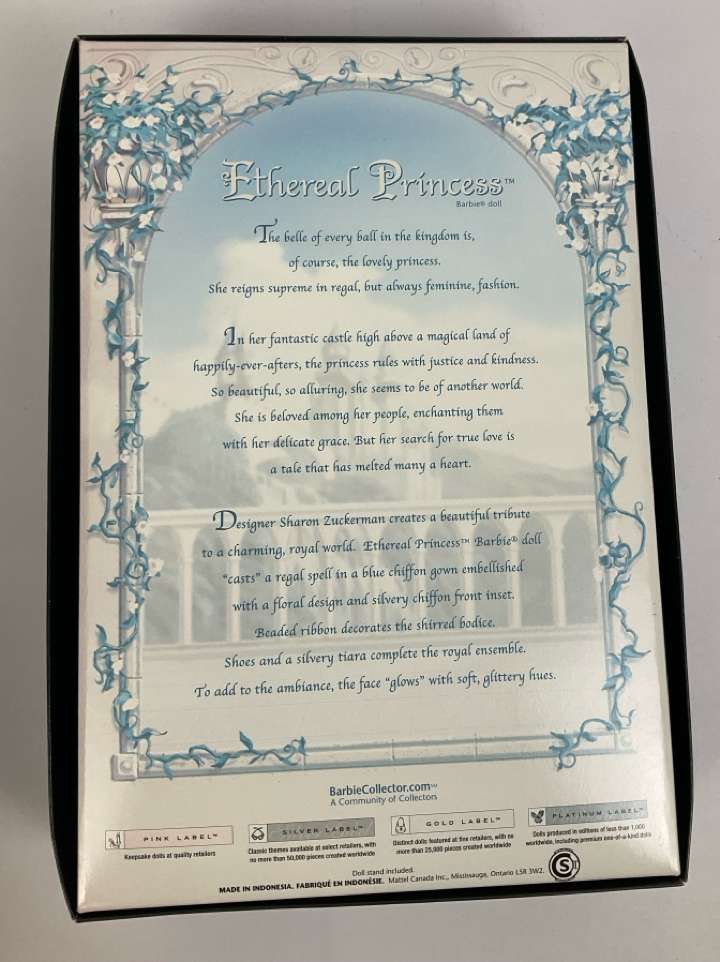 Ethereal Princess™
Barbie® doll
The belle of every ball in the kingdom is,
of course, the lovely princess.
She reigns supreme in regal, but always feminine, fashion.
In her fantastic castle high above a magical land of
happily-ever-afters, the princess rules with justice and kindness.
So beautiful, so alluring, she seems to be of another world.
She is beloved among her people, enchanting them
with her delicate grace. But her search for true love is
a tale that has melted many a heart.
Designer Sharon Zuckerman creates a beautiful tribute
to a charming, royal world. Ethereal Princess™ Barbie® doll
"casts" a regal spell in a blue chiffon gown embellished
with a floral design and silvery chiffon front inset.
Beaded ribbon decorates the shirred bodice.
Shoes and a silvery tiara complete the royal ensemble.
To add to the ambiance, the face "glows" with soft, glittery hues.
BarbieCollector.com℠
A Community of Collectors
PINK LABEL™
Keepsake dolls at quality retailers
SILVER LABEL™
Classic themes available at select retailers, with
no more than 50,000 pieces created worldwide
GOLD LABEL™
Distinct dolls featured at fine retailers, with no
more than 25,000 pieces created worldwide
PLATINUM LABEL™
Dolls produced in editions of less than 1,000
worldwide, including premium one-of-a-kind dolls
Doll stand included.
MADE IN INDONESIA. FABRIQUÉ EN INDONÉSIE. Mattel Canada Inc., Mississauga, Ontario L5R 3W2.